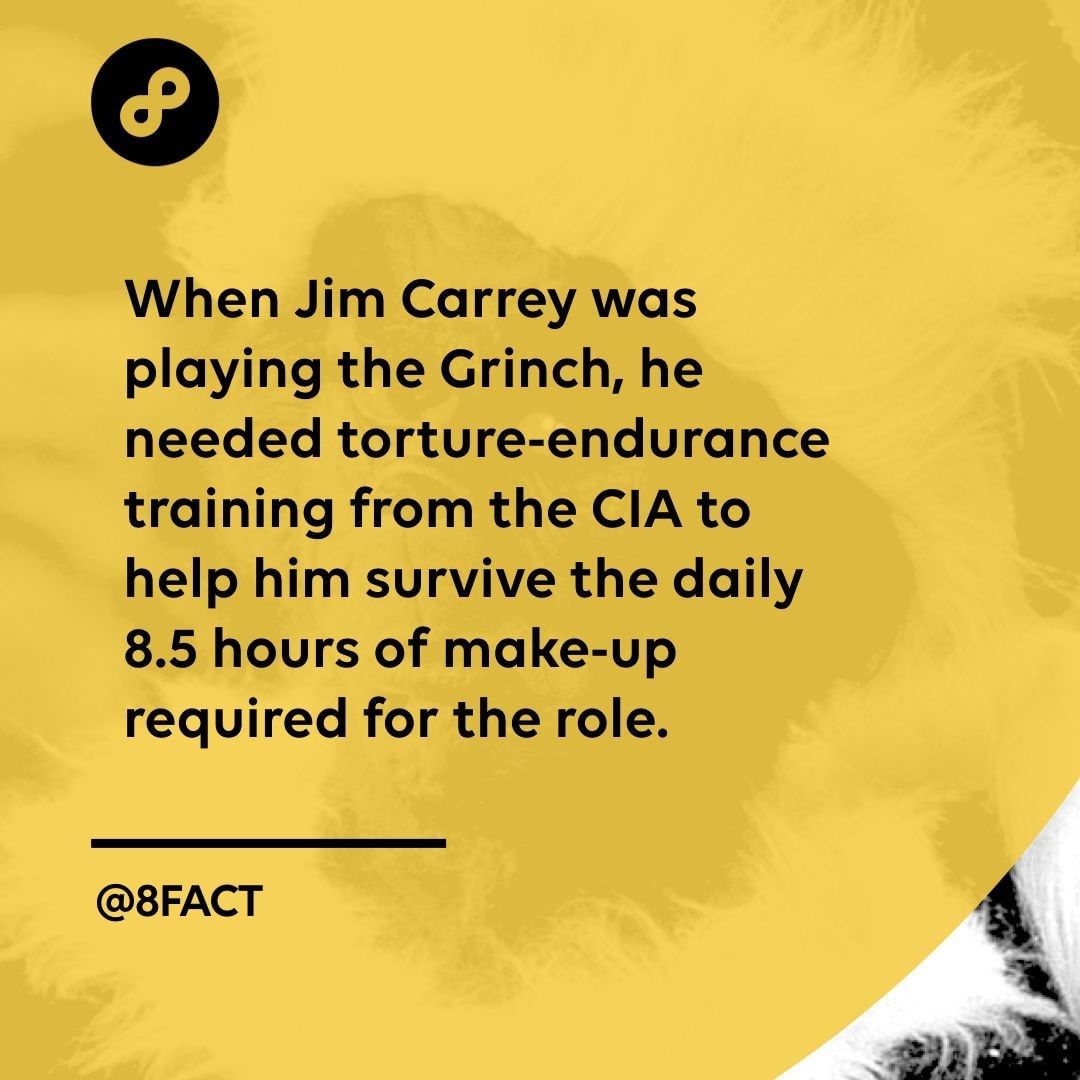 When Jim Carrey was
playing the Grinch, he
needed torture-endurance
training from the CIA to
help him survive the daily
8.5 hours of make-up
required for the role.
@8FACT